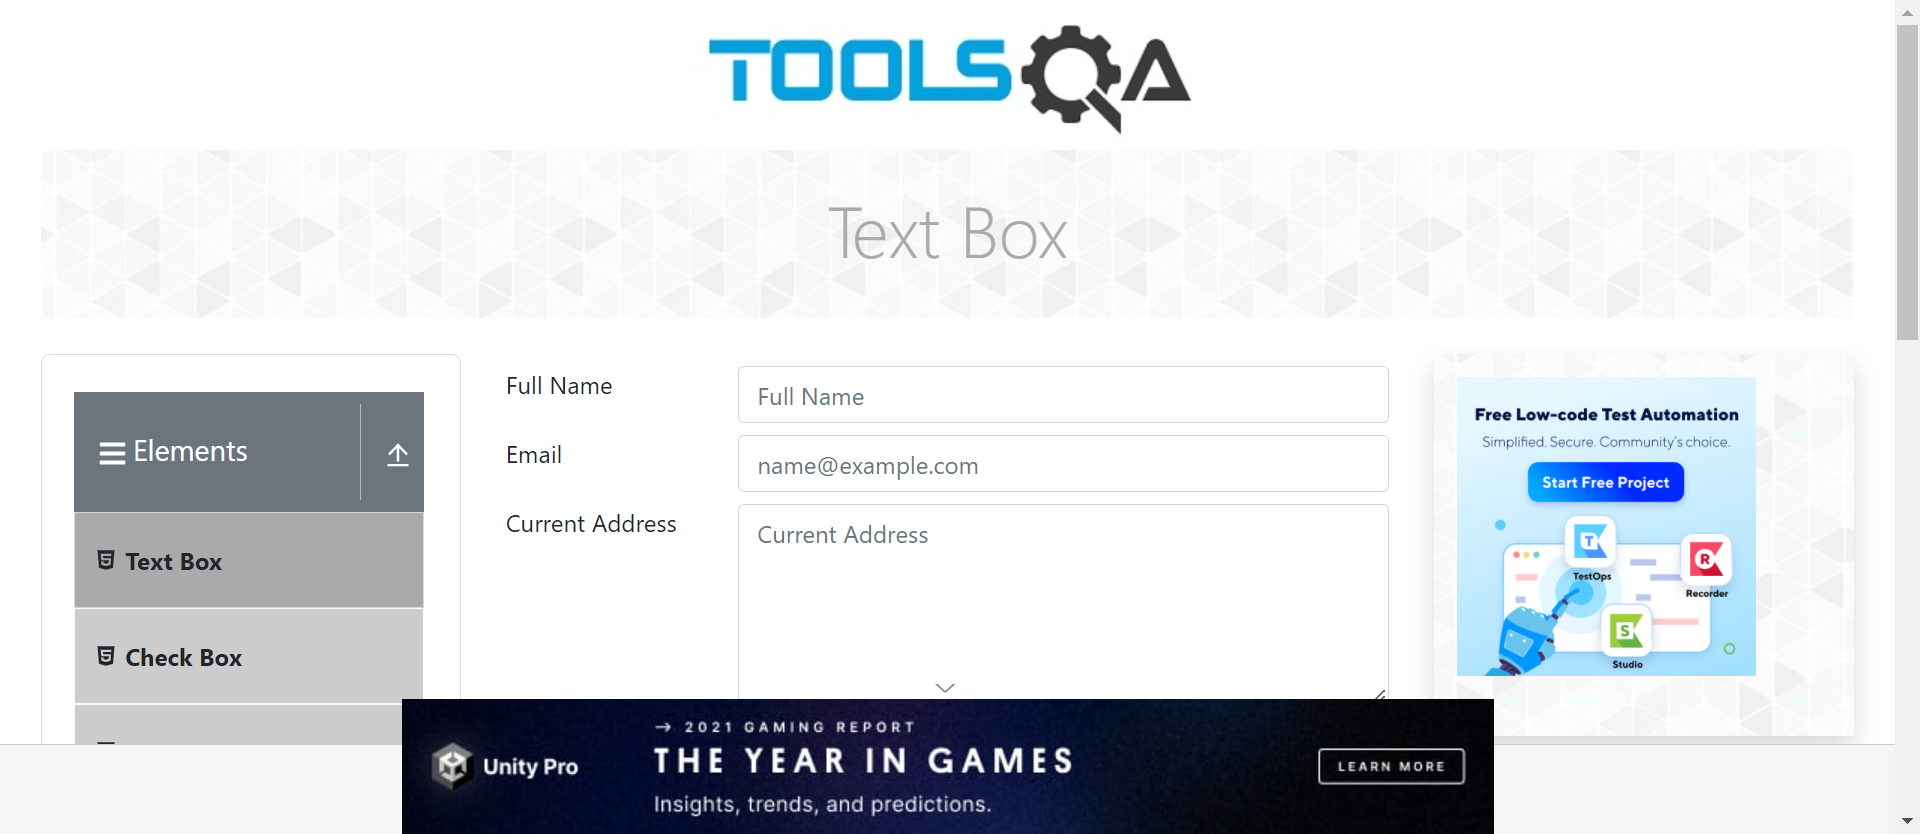 TOOLSQA
Text Box
Elements
Text Box
Check Box
Full Name
Full Name
Email
name@example.com
Current Address
Current Address
Free Low-code Test Automation
Simplified. Secure. Community's choice.
Start Free Project
TestOps
Recorder
Studio
Unity Pro
→ 2021 GAMING REPORT
THE YEAR IN GAMES
Insights, trends, and predictions.
LEARN MORE